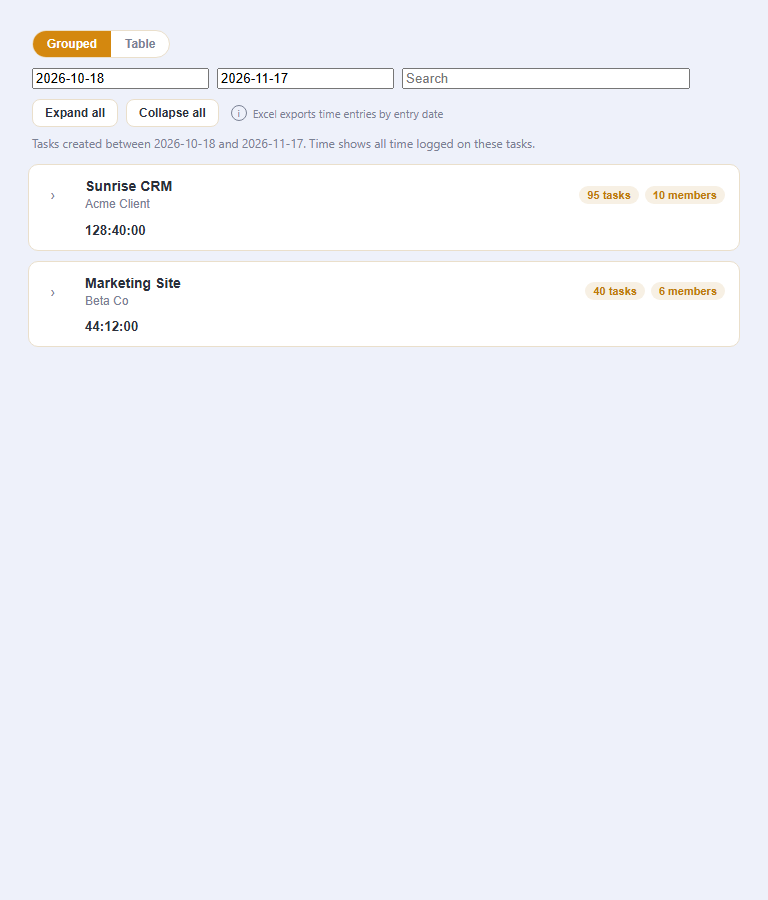 Grouped Table
2026-10-18 2026-11-17 Search
Expand all Collapse all i Excel exports time entries by entry date
Tasks created between 2026-10-18 and 2026-11-17. Time shows all time logged on these tasks.
› Sunrise CRM 95 tasks 10 members
Acme Client
128:40:00
› Marketing Site 40 tasks 6 members
Beta Co
44:12:00